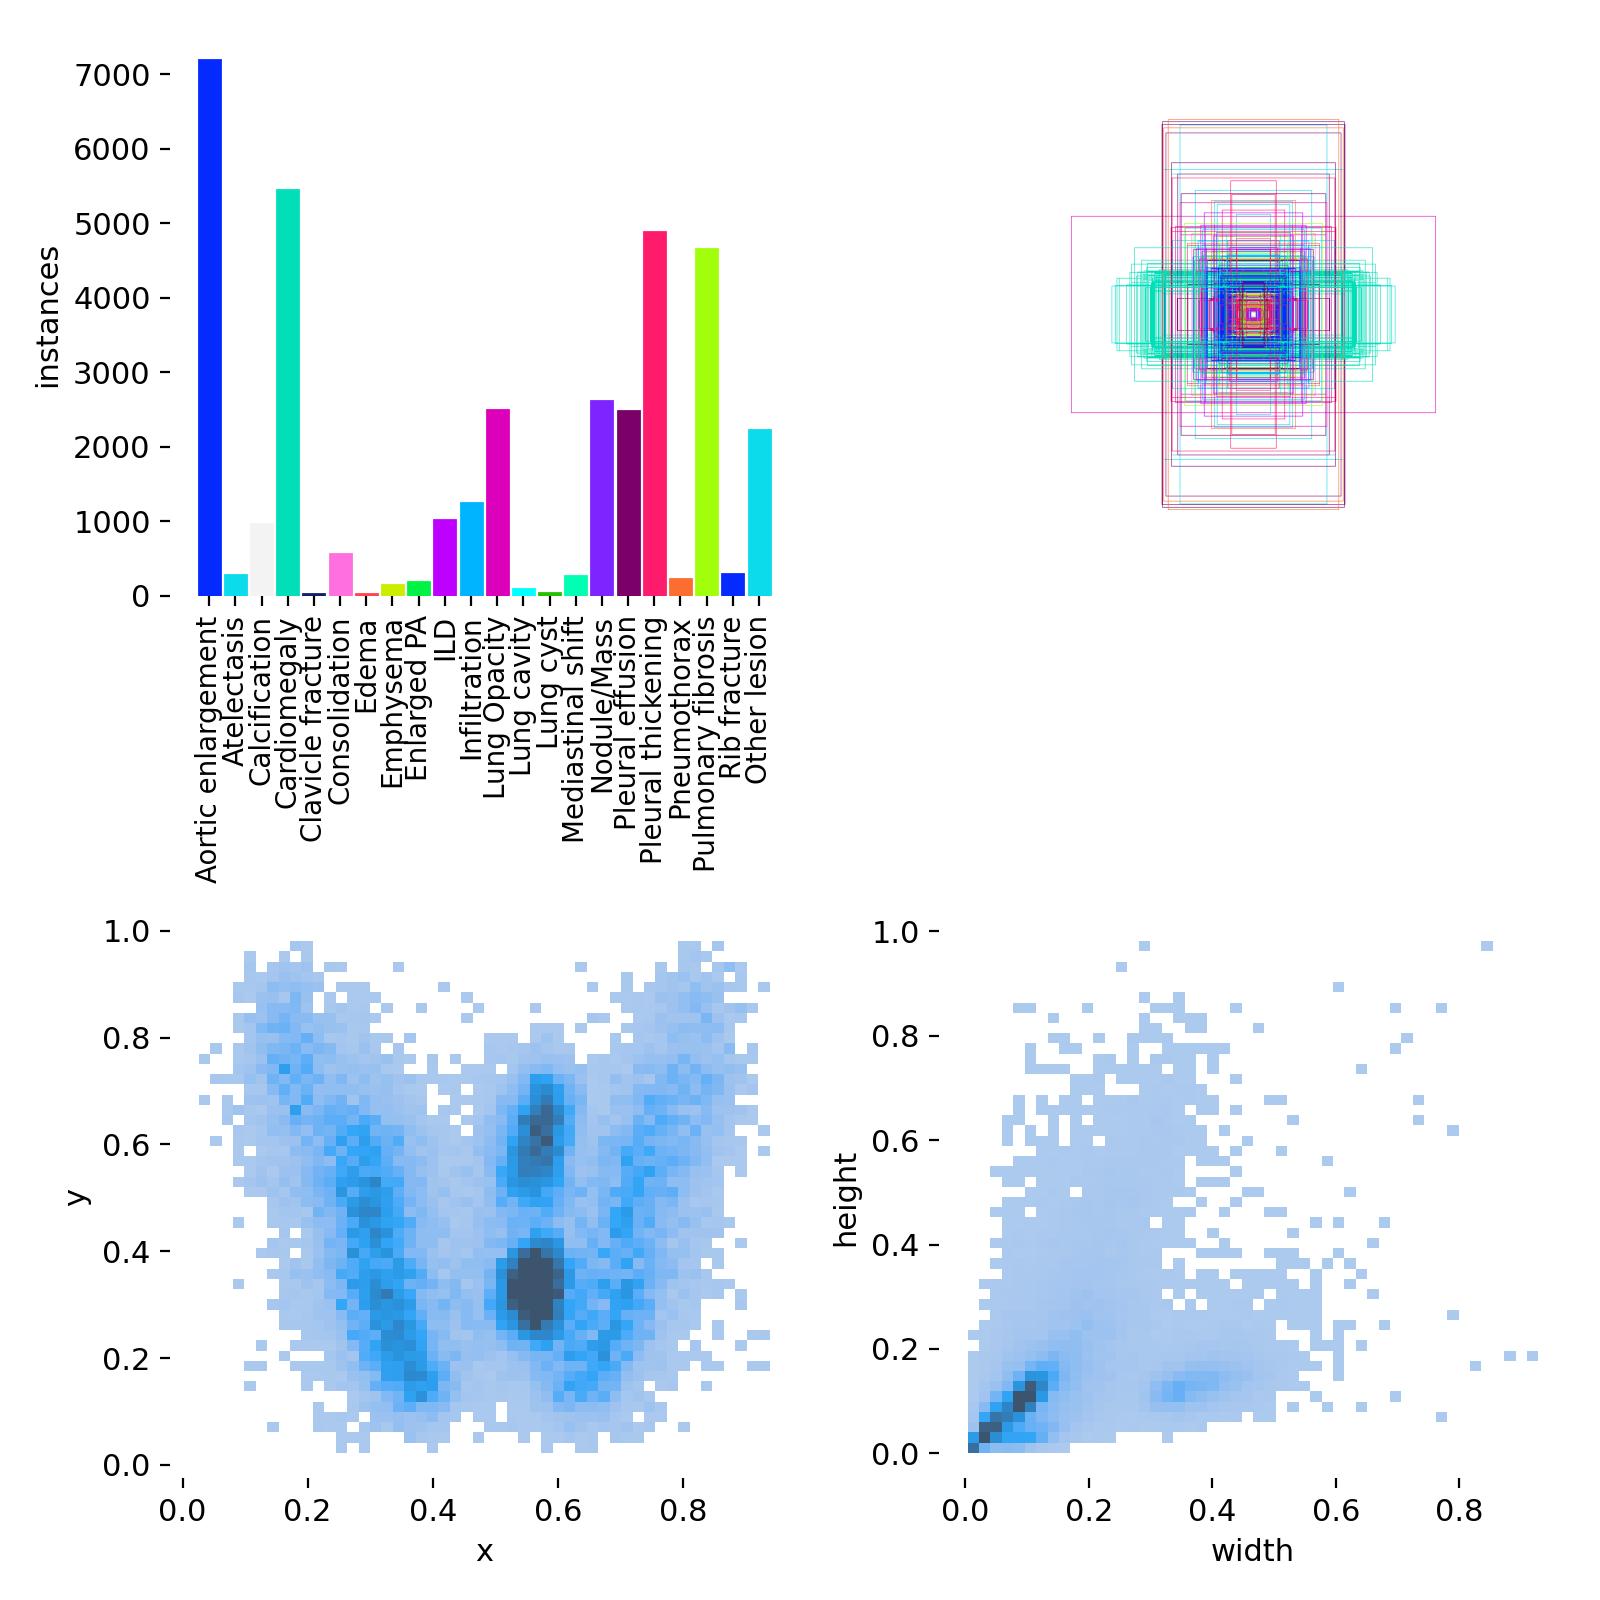 7000
6000
5000
4000
3000
2000
1000
0
instances
Aortic enlargement
Atelectasis
Calcification
Cardiomegaly
Clavicle fracture
Consolidation
Edema
Emphysema
Enlarged PA
ILD
Infiltration
Lung Opacity
Lung cavity
Lung cyst
Mediastinal shift
Nodule/Mass
Pleural effusion
Pleural thickening
Pneumothorax
Pulmonary fibrosis
Rib fracture
Other lesion
1.0
0.8
0.6
0.4
0.2
0.0
y
0.0 0.2 0.4 0.6 0.8
x
1.0
0.8
0.6
0.4
0.2
0.0
height
0.0 0.2 0.4 0.6 0.8
width